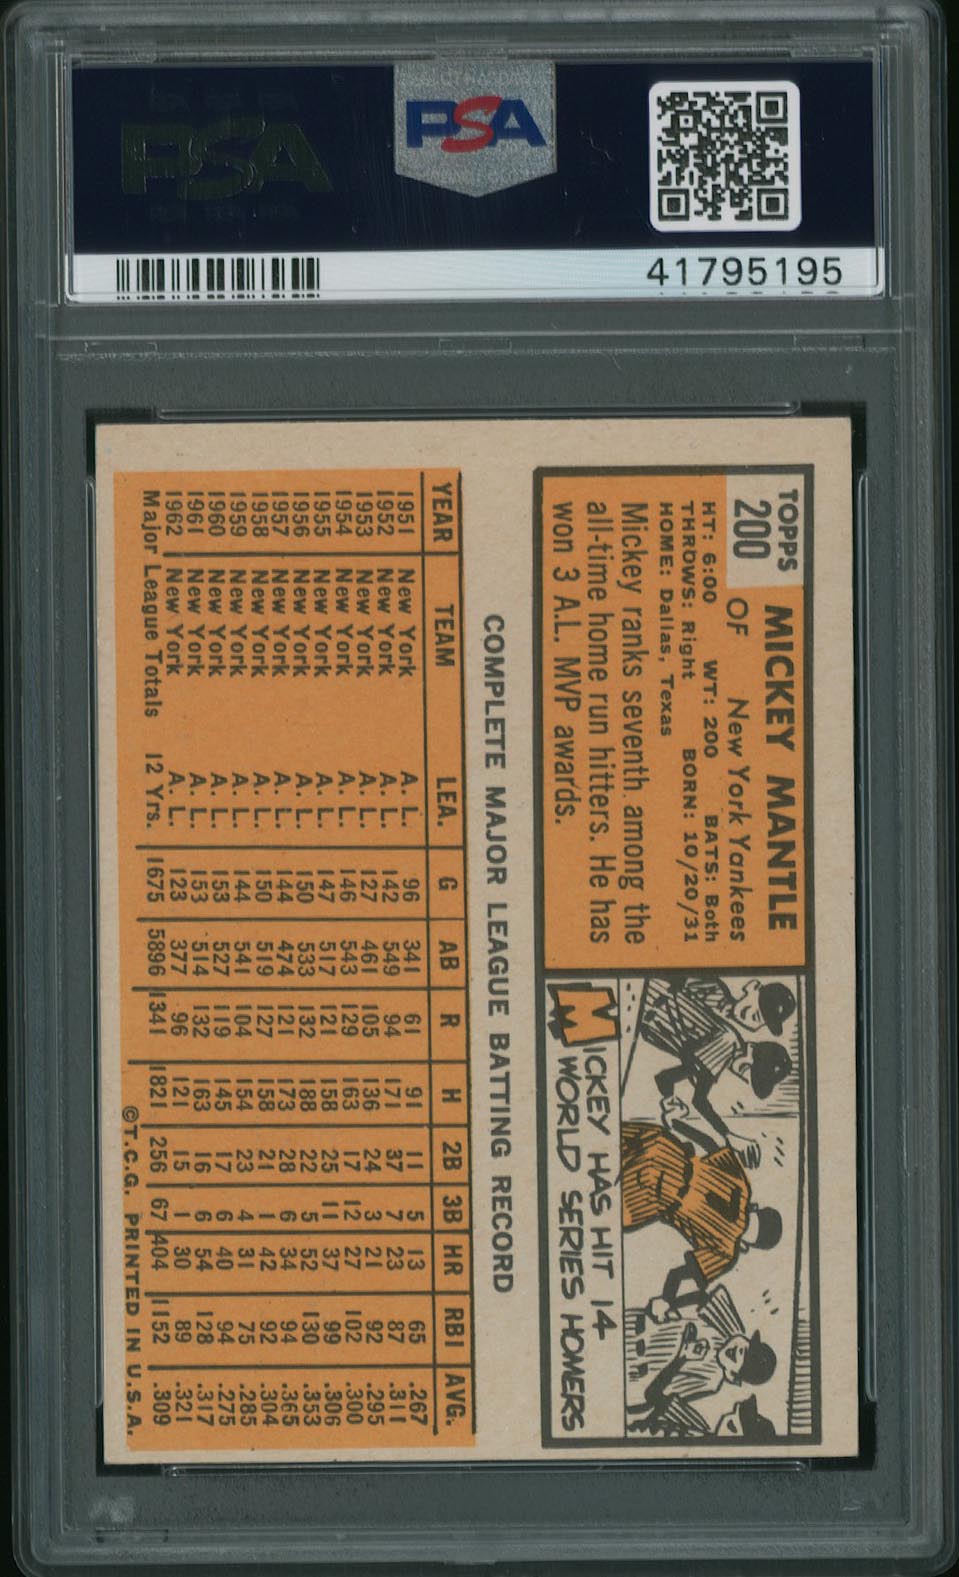 PSA
PSA
41795195
TOPPS
200
MICKEY MANTLE
OF New York Yankees
HT: 6:00 WT: 200 BATS: Both
THROWS: Right BORN: 10/20/31
HOME: Dallas, Texas
Mickey ranks seventh among the
all-time home run hitters. He has
won 3 A.L. MVP awards.
MICKEY HAS HIT 14
WORLD SERIES HOMERS
COMPLETE MAJOR LEAGUE BATTING RECORD
YEAR TEAM LEA. G AB R H 2B 3B HR RBI AVG.
1951 New York A. L. 96 341 61 91 11 5 13 65 .267
1952 New York A. L. 142 549 94 171 37 7 23 87 .311
1953 New York A. L. 127 461 105 136 24 3 21 92 .295
1954 New York A. L. 146 543 129 163 17 12 27 102 .300
1955 New York A. L. 147 517 121 158 25 11 37 99 .306
1956 New York A. L. 150 533 132 188 22 5 52 130 .353
1957 New York A. L. 144 474 121 173 28 6 34 94 .365
1958 New York A. L. 150 519 127 158 21 1 42 92 .304
1959 New York A. L. 144 541 104 154 23 4 31 75 .285
1960 New York A. L. 153 527 119 145 17 6 40 94 .275
1961 New York A. L. 153 514 132 163 16 6 54 128 .317
1962 New York A. L. 123 377 96 121 15 1 30 89 .321
Major League Totals 12 Yrs. 1675 5896 1341 1821 256 67 404 1152 .309
©T.C.G. PRINTED IN U.S.A.